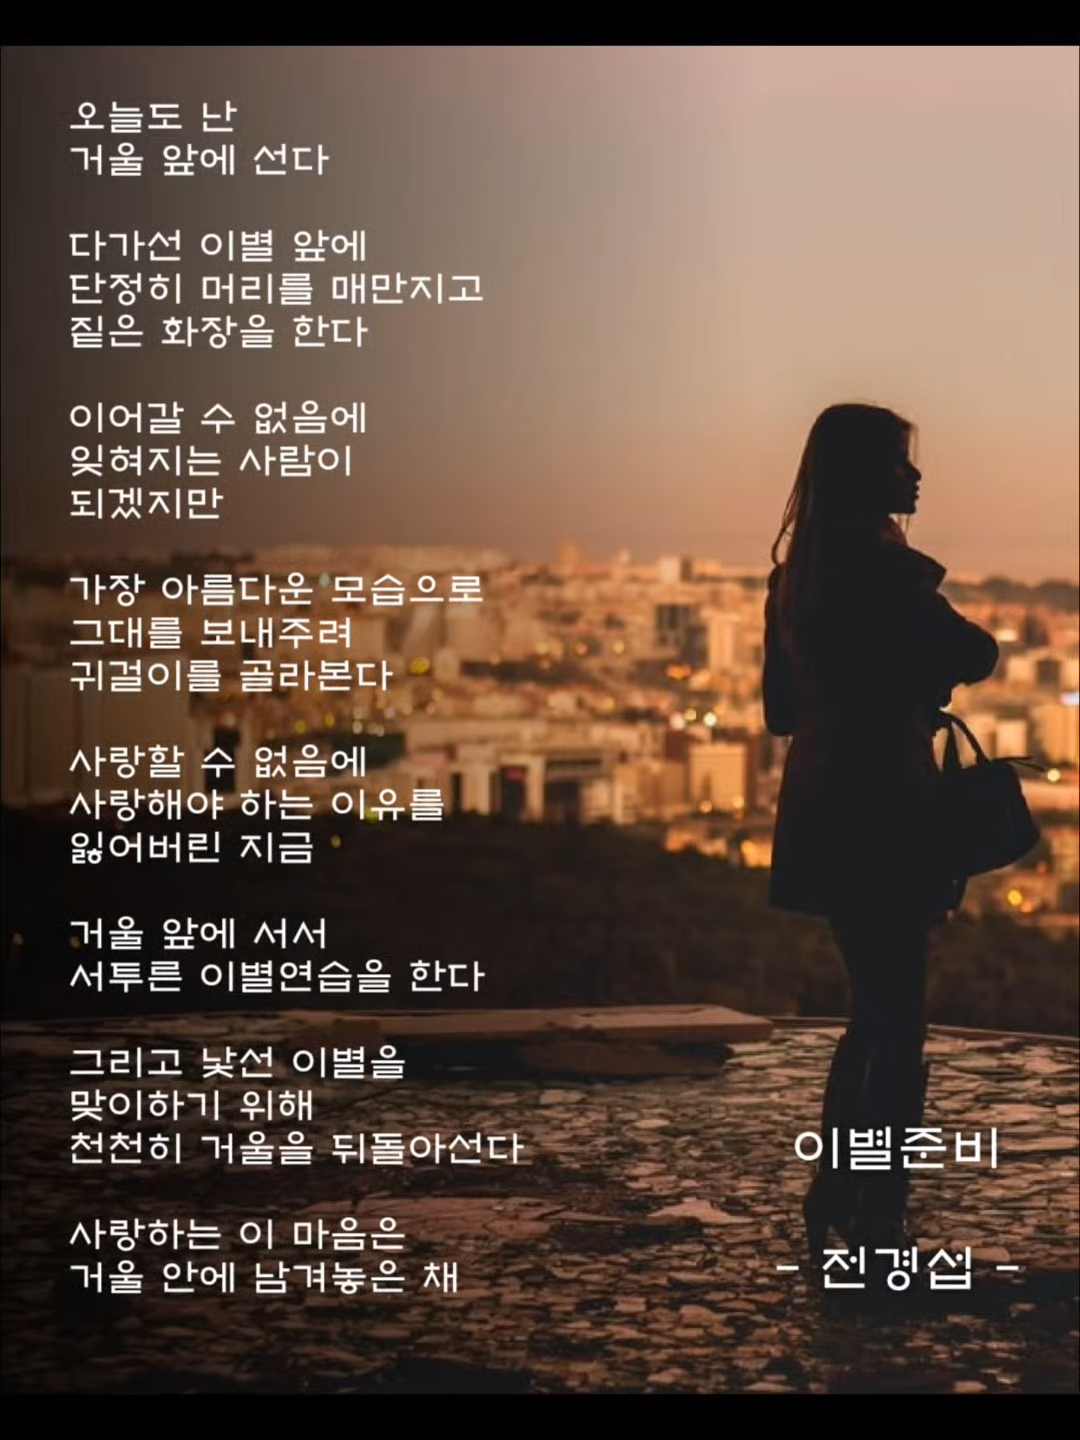 오늘도 난
거울 앞에 선다
다가선 이별 앞에
단정히 머리를 매만지고
짙은 화장을 한다
이어갈 수 없음에
잊혀지는 사람이
되겠지만
가장 아름다운 모습으로
그대를 보내주려
귀걸이를 골라본다
사랑할 수 없음에
사랑해야 하는 이유를
잃어버린 지금
거울 앞에 서서
서투른 이별연습을 한다
그리고 낯선 이별을
맞이하기 위해
천천히 거울을 뒤돌아선다
사랑하는 이 마음은
거울 안에 남겨놓은 채
이별준비
- 전경섭 -